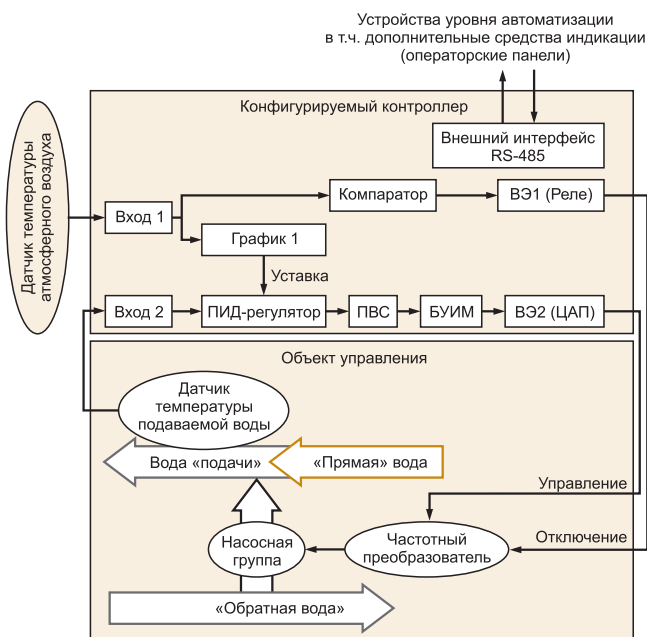 Устройства уровня автоматизации
в т.ч. дополнительные средства индикации
(операторские панели)
Конфигурируемый контроллер
Внешний интерфейс
RS-485
Датчик температуры
атмосферного воздуха
Вход 1
Компаратор
ВЭ1 (Реле)
График 1
Уставка
Вход 2
ПИД-регулятор
ПВС
БУИМ
ВЭ2 (ЦАП)
Объект управления
Датчик
температуры
подаваемой воды
Вода «подачи»
«Прямая» вода
Управление
Насосная
группа
Частотный
преобразователь
Отключение
«Обратная вода»